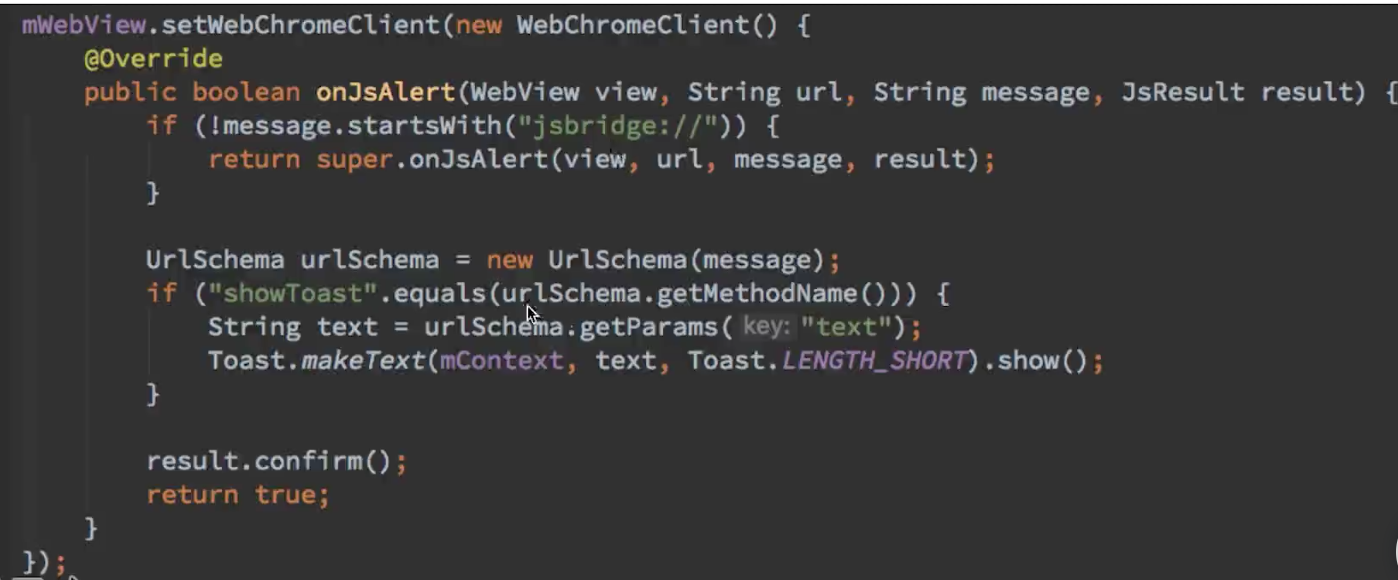 mWebView.setWebChromeClient(new WebChromeClient() {
@Override
public boolean onJsAlert(WebView view, String url, String message, JsResult result) {
if (!message.startsWith("jsbridge://")) {
return super.onJsAlert(view, url, message, result);
}
UrlSchema urlSchema = new UrlSchema(message);
if ("showToast".equals(urlSchema.getMethodName())) {
String text = urlSchema.getParams( key: "text");
Toast.makeText(mContext, text, Toast.LENGTH_SHORT).show();
}
result.confirm();
return true;
}
});